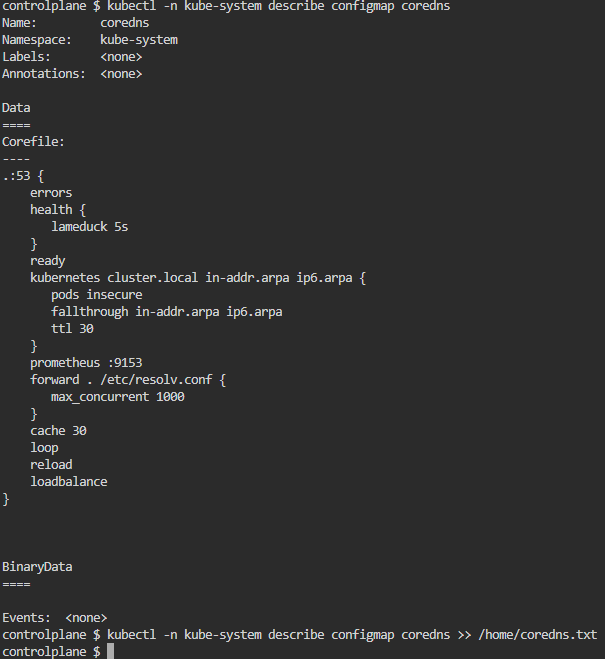 controlplane $ kubectl -n kube-system describe configmap coredns
Name:         coredns
Namespace:    kube-system
Labels:       <none>
Annotations:  <none>

Data
====
Corefile:
----
.:53 {
    errors
    health {
       lameduck 5s
    }
    ready
    kubernetes cluster.local in-addr.arpa ip6.arpa {
       pods insecure
       fallthrough in-addr.arpa ip6.arpa
       ttl 30
    }
    prometheus :9153
    forward . /etc/resolv.conf {
       max_concurrent 1000
    }
    cache 30
    loop
    reload
    loadbalance
}

BinaryData
====

Events:  <none>
controlplane $ kubectl -n kube-system describe configmap coredns >> /home/coredns.txt
controlplane $